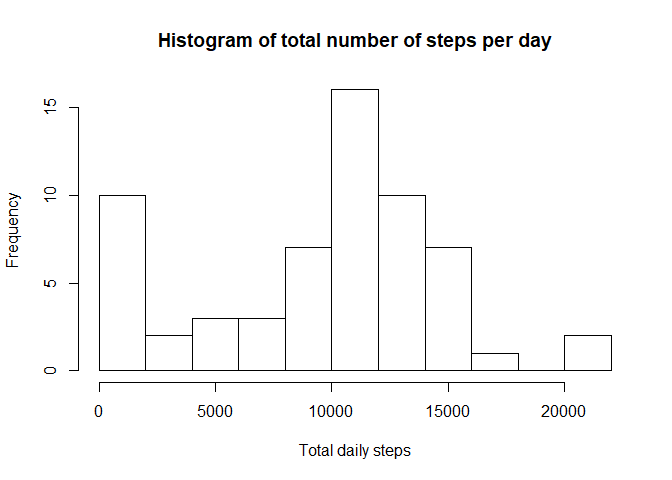 Histogram of total number of steps per day
Frequency
15
10
5
0
0 5000 10000 15000 20000
Total daily steps